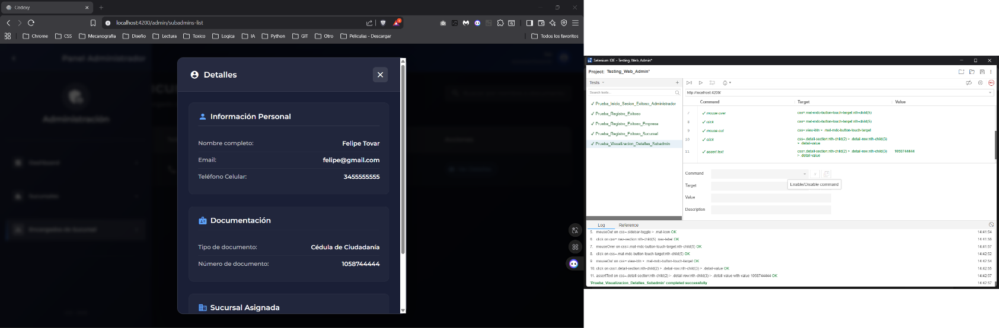 Codexy
localhost:4200/admin/subadmins-list
Chrome
CSS
Mecanografia
Diseño
Lectura
Toxico
Logica
IA
Python
GIT
Otro
Peliculas - Descargar
Todos los favoritos
Panel Administrador
Administración
Dashboard
Sucursales
Encargados de Sucursal
Detalles
Información Personal
Nombre completo: Felipe Tovar
Email: felipe@gmail.com
Teléfono Celular: 3455555555
Documentación
Tipo de documento: Cédula de Ciudadanía
Número de documento: 1058744444
Sucursal Asignada
Selenium IDE - Testing_Web_Admin*
Project: Testing_Web_Admin*
Tests
REC
Search tests...
http://localhost:4200/
✓ Prueba_Inicio_Sesion_Exitoso_Administrador
✓ Prueba_Registro_Exitoso
✓ Prueba_Registro_Exitoso_Empresa
✓ Prueba_Registro_Exitoso_Sucursal
✓ Prueba_Visualizacion_Detalles_Subadmin
Command Target Value
7 ✓ mouse over css=.mat-mdc-button-touch-target:nth-child(5)
8 ✓ click css=.mat-mdc-button-touch-target:nth-child(5)
9 ✓ mouse out css=.view-btn > .mat-mdc-button-touch-target
10 ✓ click css=.detail-section:nth-child(2) > .detail-row:nth-child(3)
> .detail-value
11 ✓ assert text css=.detail-section:nth-child(2) > .detail-row:nth-child(3) 1058744444
> .detail-value
Command
//
Enable/Disable command
Target
Value
Description
Log Reference
5. mouseOut on css=.sidebar-toggle > .mat-icon OK 14:41:54
6. click on css=.nav-section:nth-child(5) .nav-label OK 14:41:56
7. mouseOver on css=.mat-mdc-button-touch-target:nth-child(5) OK 14:41:57
8. click on css=.mat-mdc-button-touch-target:nth-child(5) OK 14:42:52
9. mouseOut on css=.view-btn > .mat-mdc-button-touch-target OK 14:42:54
10. click on css=.detail-section:nth-child(2) > .detail-row:nth-child(3) > .detail-value OK 14:42:55
11. assertText on css=.detail-section:nth-child(2) > .detail-row:nth-child(3) > .detail-value with value 1058744444 OK 14:42:57
'Prueba_Visualizacion_Detalles_Subadmin' completed successfully 14:42:57